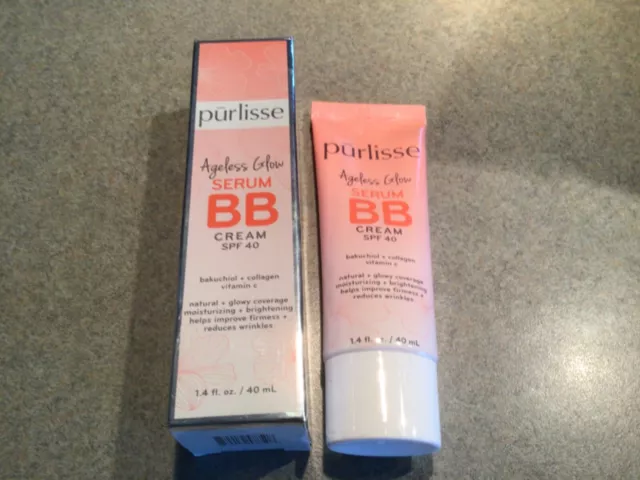 pūrlisse
Ageless Glow
SERUM
BB
CREAM
SPF 40
bakuchiol + collagen
vitamin c
natural + glowy coverage
moisturizing + brightening
helps improve firmness +
reduces wrinkles
1.4 fl. oz. / 40 mL
pūrlisse
Ageless Glow
SERUM
BB
CREAM
SPF 40
bakuchiol + collagen
vitamin c
natural + glowy coverage
moisturizing + brightening
helps improve firmness +
reduces wrinkles
1.4 fl. oz. / 40 mL